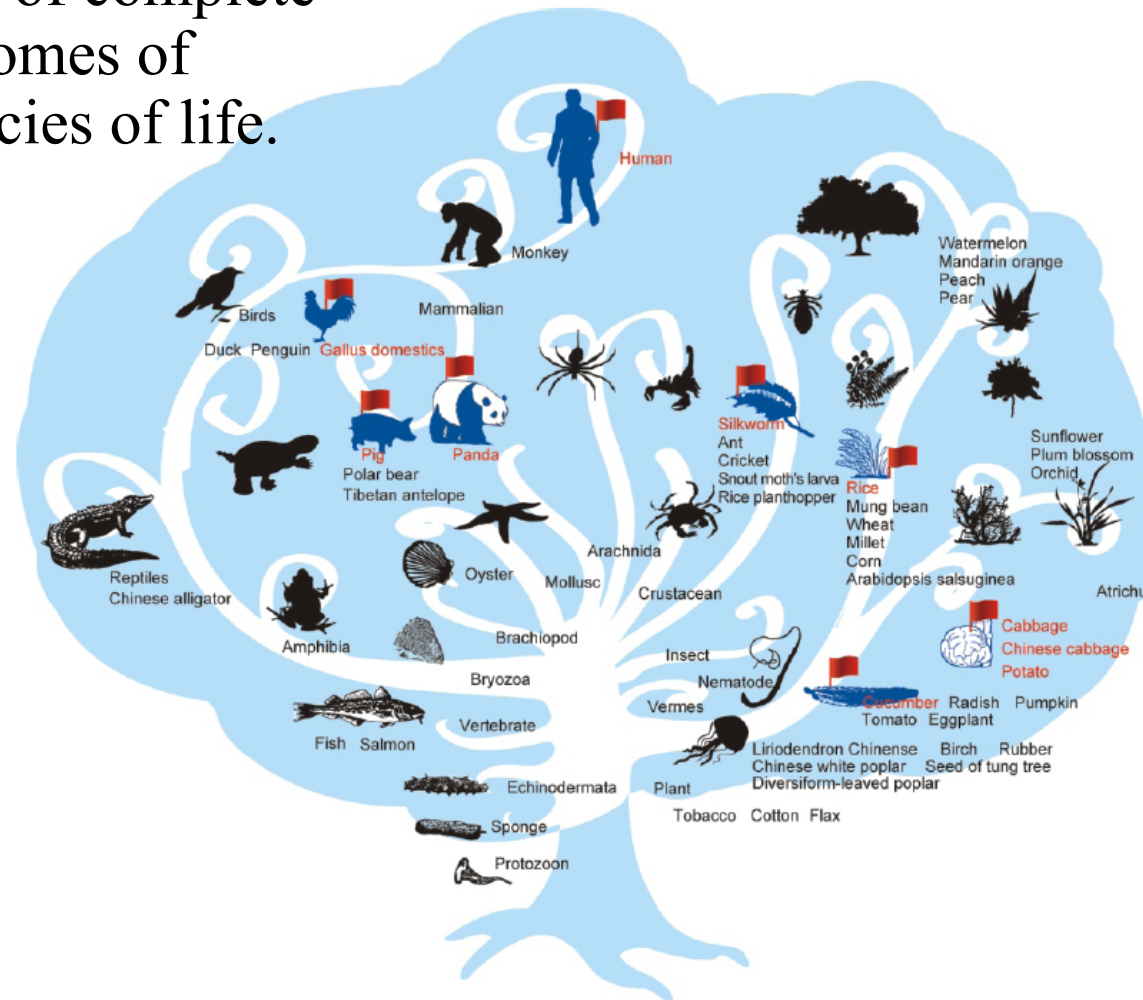 of complete
omes of
cies of life.
Human
Monkey
Mammalian
Birds
Duck Penguin Gallus domestics
Pig
Polar bear
Tibetan antelope
Panda
Reptiles
Chinese alligator
Amphibia
Oyster
Mollusc
Arachnida
Crustacean
Brachiopod
Bryozoa
Vertebrate
Fish Salmon
Echinodermata
Sponge
Protozoon
Silkworm
Ant
Cricket
Snout moth's larva
Rice planthopper
Watermelon
Mandarin orange
Peach
Pear
Sunflower
Plum blossom
Orchid
Rice
Mung bean
Wheat
Millet
Corn
Arabidopsis salsuginea
Atrichu
Insect
Nematode
Vermes
Cabbage
Chinese cabbage
Potato
Cucumber Radish Pumpkin
Tomato Eggplant
Liriodendron Chinense Birch Rubber
Chinese white poplar Seed of tung tree
Diversiform-leaved poplar
Plant
Tobacco Cotton Flax